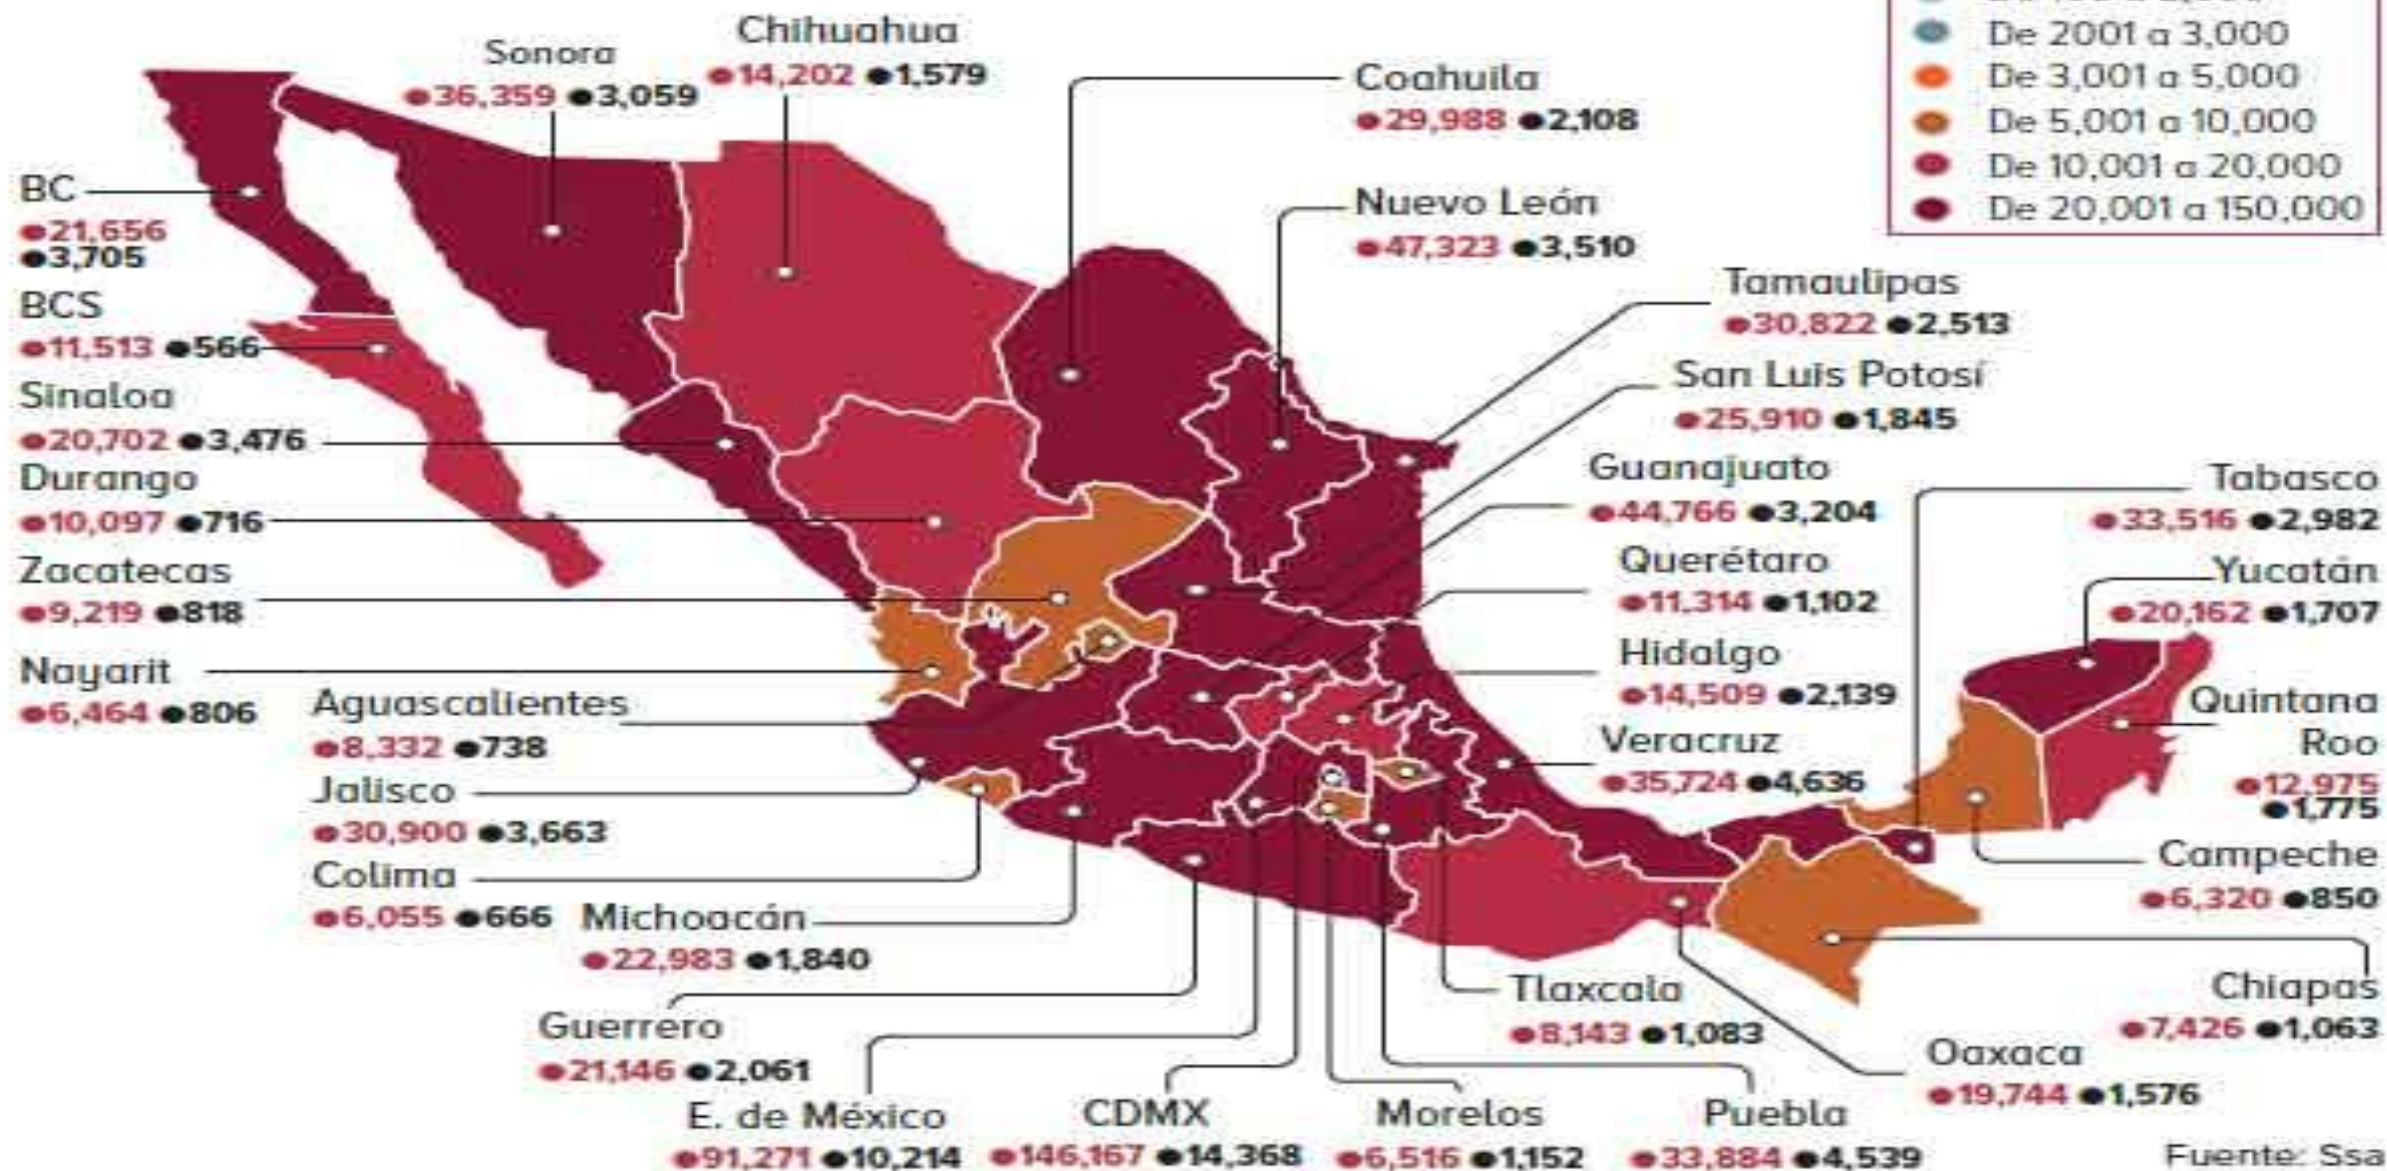 De 2001 a 3,000
De 3,001 a 5,000
De 5,001 a 10,000
De 10,001 a 20,000
De 20,001 a 150,000
Sonora
36,359 3,059
Chihuahua
14,202 1,579
Coahuila
29,988 2,108
Nuevo León
47,323 3,510
Tamaulipas
30,822 2,513
San Luis Potosí
25,910 1,845
Guanajuato
44,766 3,204
Querétaro
11,314 1,102
Hidalgo
14,509 2,139
Veracruz
35,724 4,636
Tabasco
33,516 2,982
Yucatán
20,162 1,707
Quintana
Roo
12,975
1,775
Campeche
6,320 850
Chiapas
7,426 1,063
Oaxaca
19,744 1,576
BC
21,656
3,705
BCS
11,513 566
Sinaloa
20,702 3,476
Durango
10,097 716
Zacatecas
9,219 818
Nayarit
6,464 806
Aguascalientes
8,332 738
Jalisco
30,900 3,663
Colima
6,055 666
Michoacán
22,983 1,840
Guerrero
21,146 2,061
E. de México
91,271 10,214
CDMX
146,167 14,368
Morelos
6,516 1,152
Puebla
33,884 4,539
Tlaxcala
8,143 1,083
Fuente: Ssa